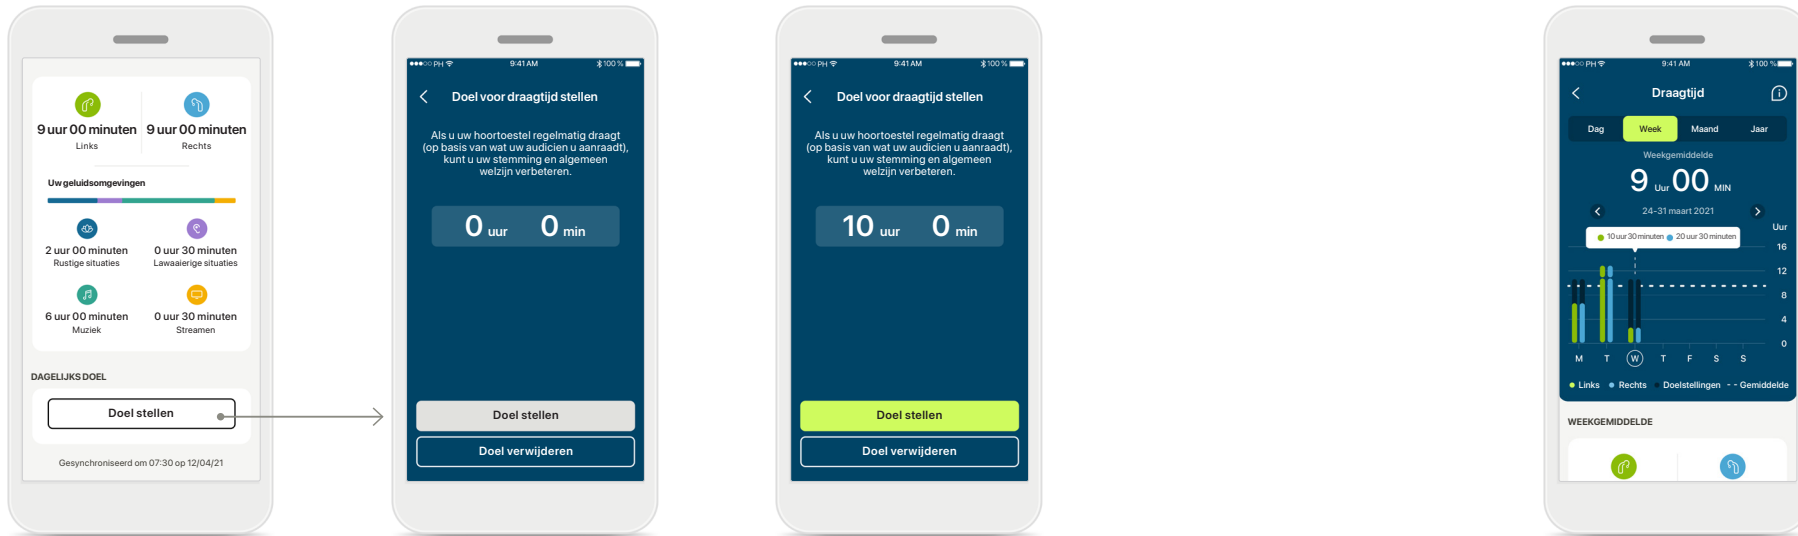 9 uur 00 minuten
Links
9 uur 00 minuten
Rechts
Uw geluidsomgevingen
2 uur 00 minuten
Rustige situaties
0 uur 30 minuten
Lawaaierige situaties
6 uur 00 minuten
Muziek
0 uur 30 minuten
Streamen
DAGELIJKS DOEL
Doel stellen
Gesynchroniseerd om 07:30 op 12/04/21
PH 9:41 AM 100 %
Doel voor draagtijd stellen
Als u uw hoortoestel regelmatig draagt
(op basis van wat uw audicien u aanraadt),
kunt u uw stemming en algemeen
welzijn verbeteren.
0 uur 0 min
Doel stellen
Doel verwijderen
PH 9:41 AM 100 %
Doel voor draagtijd stellen
Als u uw hoortoestel regelmatig draagt
(op basis van wat uw audicien u aanraadt),
kunt u uw stemming en algemeen
welzijn verbeteren.
10 uur 0 min
Doel stellen
Doel verwijderen
PH 9:41 AM 100 %
Draagtijd
Dag Week Maand Jaar
Weekgemiddelde
9 Uur 00 MIN
24-31 maart 2021
Uur
10 uur 30 minuten 20 uur 30 minuten
16
12
8
4
0
M T W T F S S
Links Rechts Doelstellingen - - Gemiddelde
WEEKGEMIDDELDE